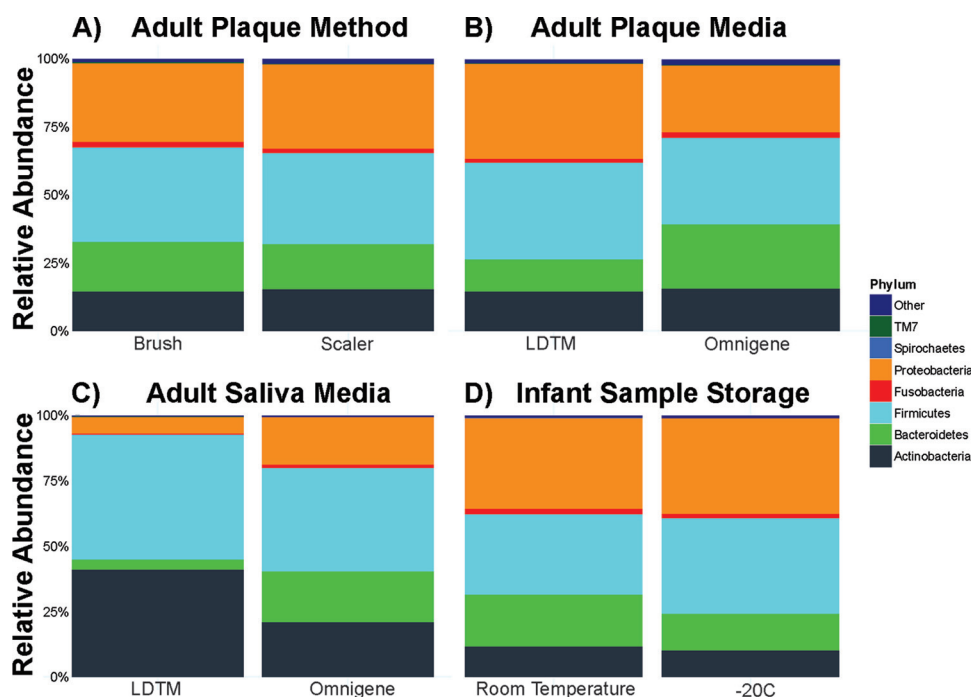 A) Adult Plaque Method
B) Adult Plaque Media
Relative Abundance
100%
75%
50%
25%
0%
Brush
Scaler
LDTM
Omnigene
Phylum
Other
TM7
Spirochaetes
Proteobacteria
Fusobacteria
Firmicutes
Bacteroidetes
Actinobacteria
C) Adult Saliva Media
D) Infant Sample Storage
Relative Abundance
100%
75%
50%
25%
0%
LDTM
Omnigene
Room Temperature
-20C